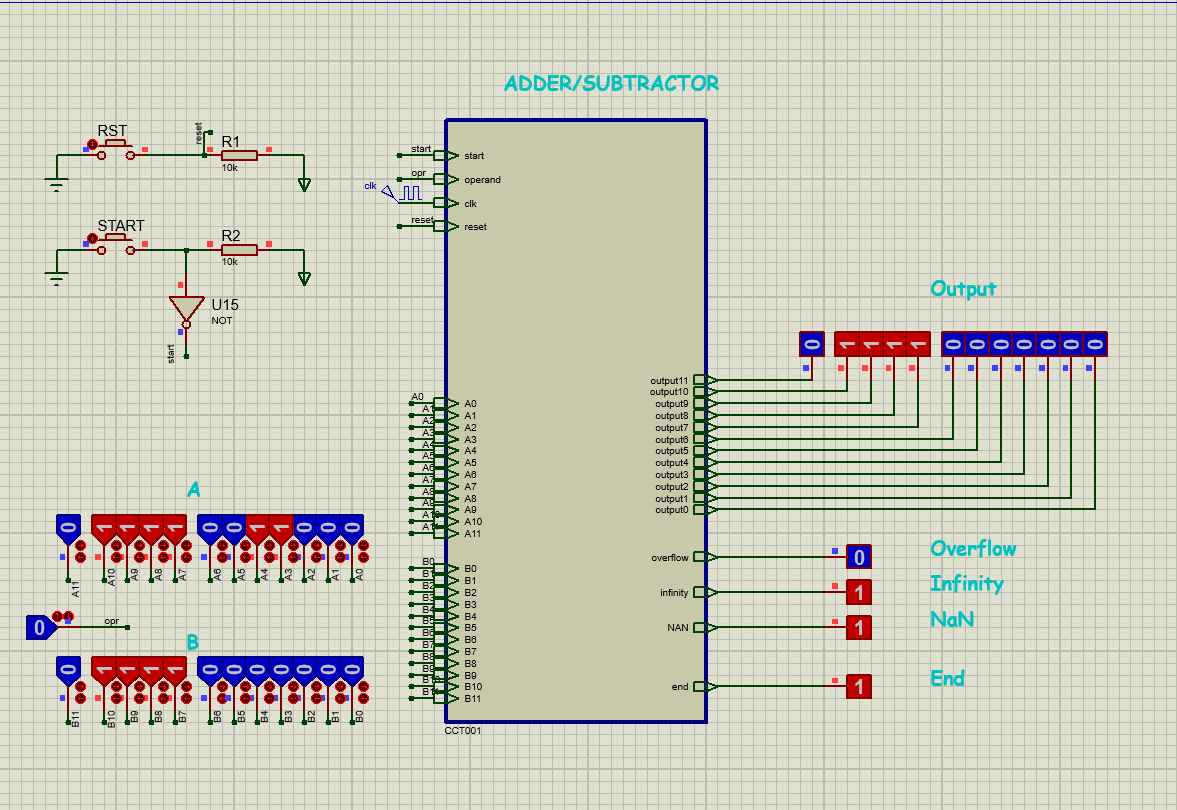 ADDER/SUBTRACTOR
RST
reset
R1
10k
START
R2
10k
U15
NOT
start
start
opr
clk
reset
start
operand
clk
reset
Output
0 1 1 1 1 0 0 0 0 0 0 0
output11
output10
output9
output8
output7
output6
output5
output4
output3
output2
output1
output0
A0 A0
A1 A1
A2 A2
A3 A3
A4 A4
A5 A5
A6 A6
A7 A7
A8 A8
A9 A9
A10
A11
A
0 1 1 1 1 0 0 1 1 0 0 0
A11 A10 A9 A8 A7 A6 A5 A4 A3 A2 A1 A0
0
opr
B
0 1 1 1 1 0 0 0 0 0 0 0
B11 B10 B9 B8 B7 B6 B5 B4 B3 B2 B1 B0
B0 B0
B1 B1
B2 B2
B3 B3
B4 B4
B5 B5
B6 B6
B7 B7
B8 B8
B9 B9
B10
B11
overflow 0 Overflow
infinity 1 Infinity
NAN 1 NaN
end 1 End
CCT001